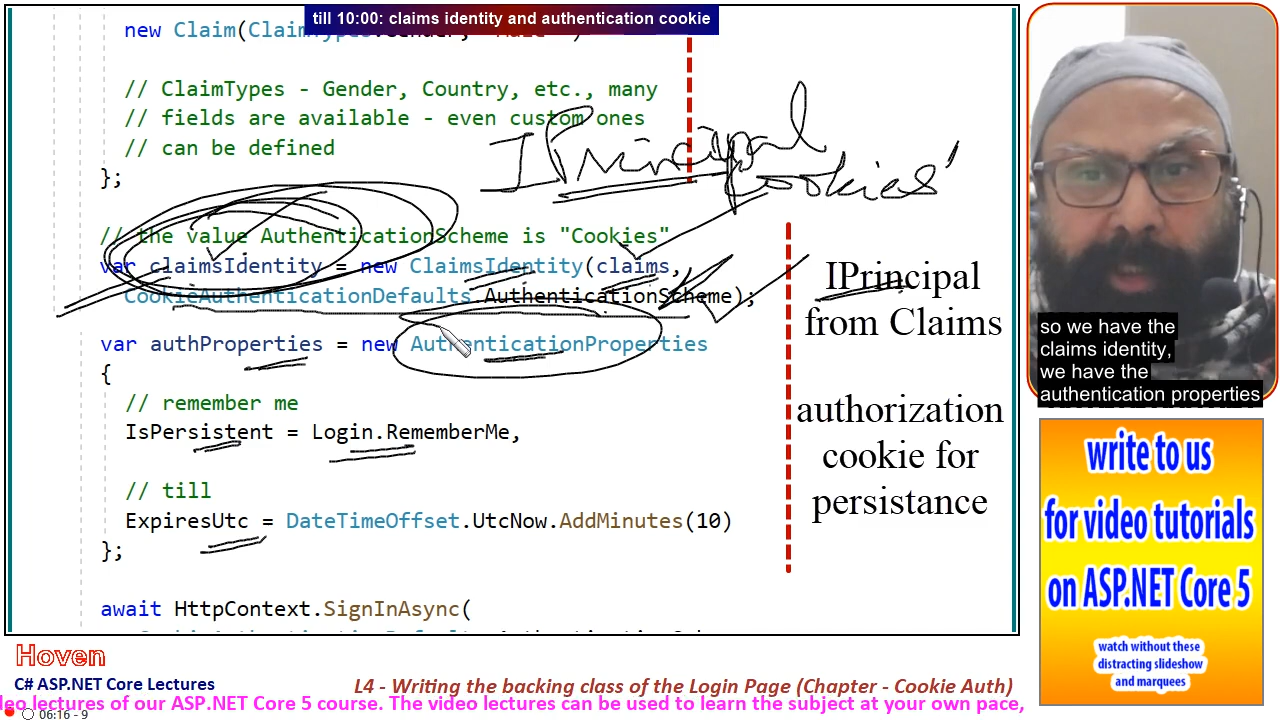 till 10:00: claims identity and authentication cookie
new Claim(
// ClaimTypes - Gender, Country, etc., many
// fields are available - even custom ones
// can be defined
};
IPrincipal
Cookies'
// the value AuthenticationScheme is "Cookies"
var claimsIdentity = new ClaimsIdentity(claims,
CookieAuthenticationDefaults.AuthenticationScheme);
var authProperties = new AuthenticationProperties
{
// remember me
IsPersistent = Login.RememberMe,
// till
ExpiresUtc = DateTimeOffset.UtcNow.AddMinutes(10)
};
await HttpContext.SignInAsync(
IPrincipal
from Claims
authorization
cookie for
persistance
so we have the
claims identity,
we have the
authentication properties
write to us
for video tutorials
on ASP.NET Core 5
watch without these
distracting slideshow
and marquees
Hoven
C# ASP.NET Core Lectures
L4 - Writing the backing class of the Login Page (Chapter - Cookie Auth)
lectures of our ASP.NET Core 5 course. The video lectures can be used to learn the subject at your own pace,
06:16 - 9